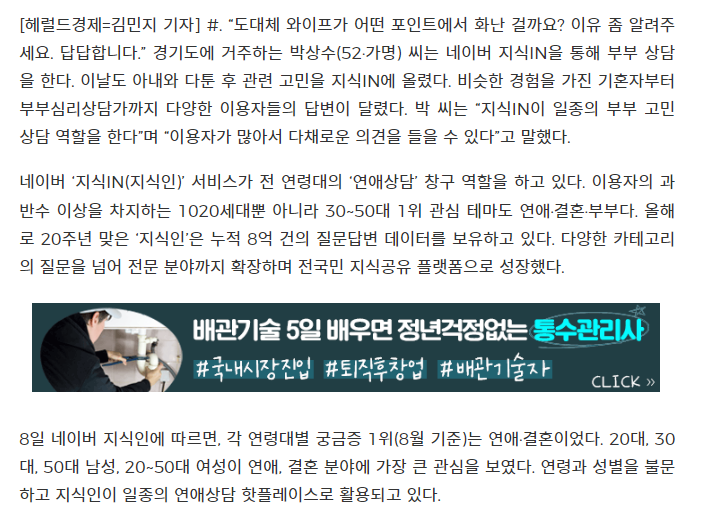 [헤럴드경제=김민지 기자] #. “도대체 와이프가 어떤 포인트에서 화난 걸까요? 이유 좀 알려주
세요. 답답합니다.” 경기도에 거주하는 박상수(52·가명) 씨는 네이버 지식IN을 통해 부부 상담
을 한다. 이날도 아내와 다툰 후 관련 고민을 지식IN에 올렸다. 비슷한 경험을 가진 기혼자부터
부부심리상담가까지 다양한 이용자들의 답변이 달렸다. 박 씨는 “지식IN이 일종의 부부 고민
상담 역할을 한다”며 “이용자가 많아서 다채로운 의견을 들을 수 있다”고 말했다.
네이버 ‘지식IN(지식인)’ 서비스가 전 연령대의 ‘연애상담’ 창구 역할을 하고 있다. 이용자의 과
반수 이상을 차지하는 1020세대뿐 아니라 30~50대 1위 관심 테마도 연애·결혼·부부다. 올해
로 20주년 맞은 ‘지식인’은 누적 8억 건의 질문답변 데이터를 보유하고 있다. 다양한 카테고리
의 질문을 넘어 전문 분야까지 확장하며 전국민 지식공유 플랫폼으로 성장했다.
배관기술 5일 배우면 정년걱정없는 통수관리사
#국내시장진입 #퇴직후창업 #배관기술자
CLICK »
8일 네이버 지식인에 따르면, 각 연령대별 궁금증 1위(8월 기준)는 연애·결혼이었다. 20대, 30
대, 50대 남성, 20~50대 여성이 연애, 결혼 분야에 가장 큰 관심을 보였다. 연령과 성별을 불문
하고 지식인이 일종의 연애상담 핫플레이스로 활용되고 있다.